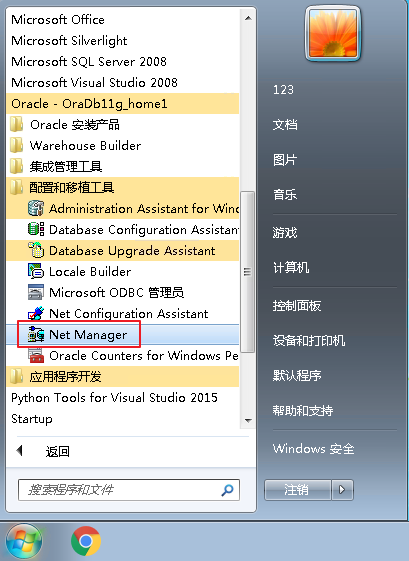 Microsoft Office
Microsoft Silverlight
Microsoft SQL Server 2008
Microsoft Visual Studio 2008
Oracle - OraDb11g_home1
Oracle 安装产品
Warehouse Builder
集成管理工具
配置和移植工具
Administration Assistant for Wind
Database Configuration Assistan
Database Upgrade Assistant
Locale Builder
Microsoft ODBC 管理员
Net Configuration Assistant
Net Manager
Oracle Counters for Windows Pe
应用程序开发
Python Tools for Visual Studio 2015
Startup
返回
搜索程序和文件
123
文档
图片
音乐
游戏
计算机
控制面板
设备和打印机
默认程序
帮助和支持
Windows 安全
注销